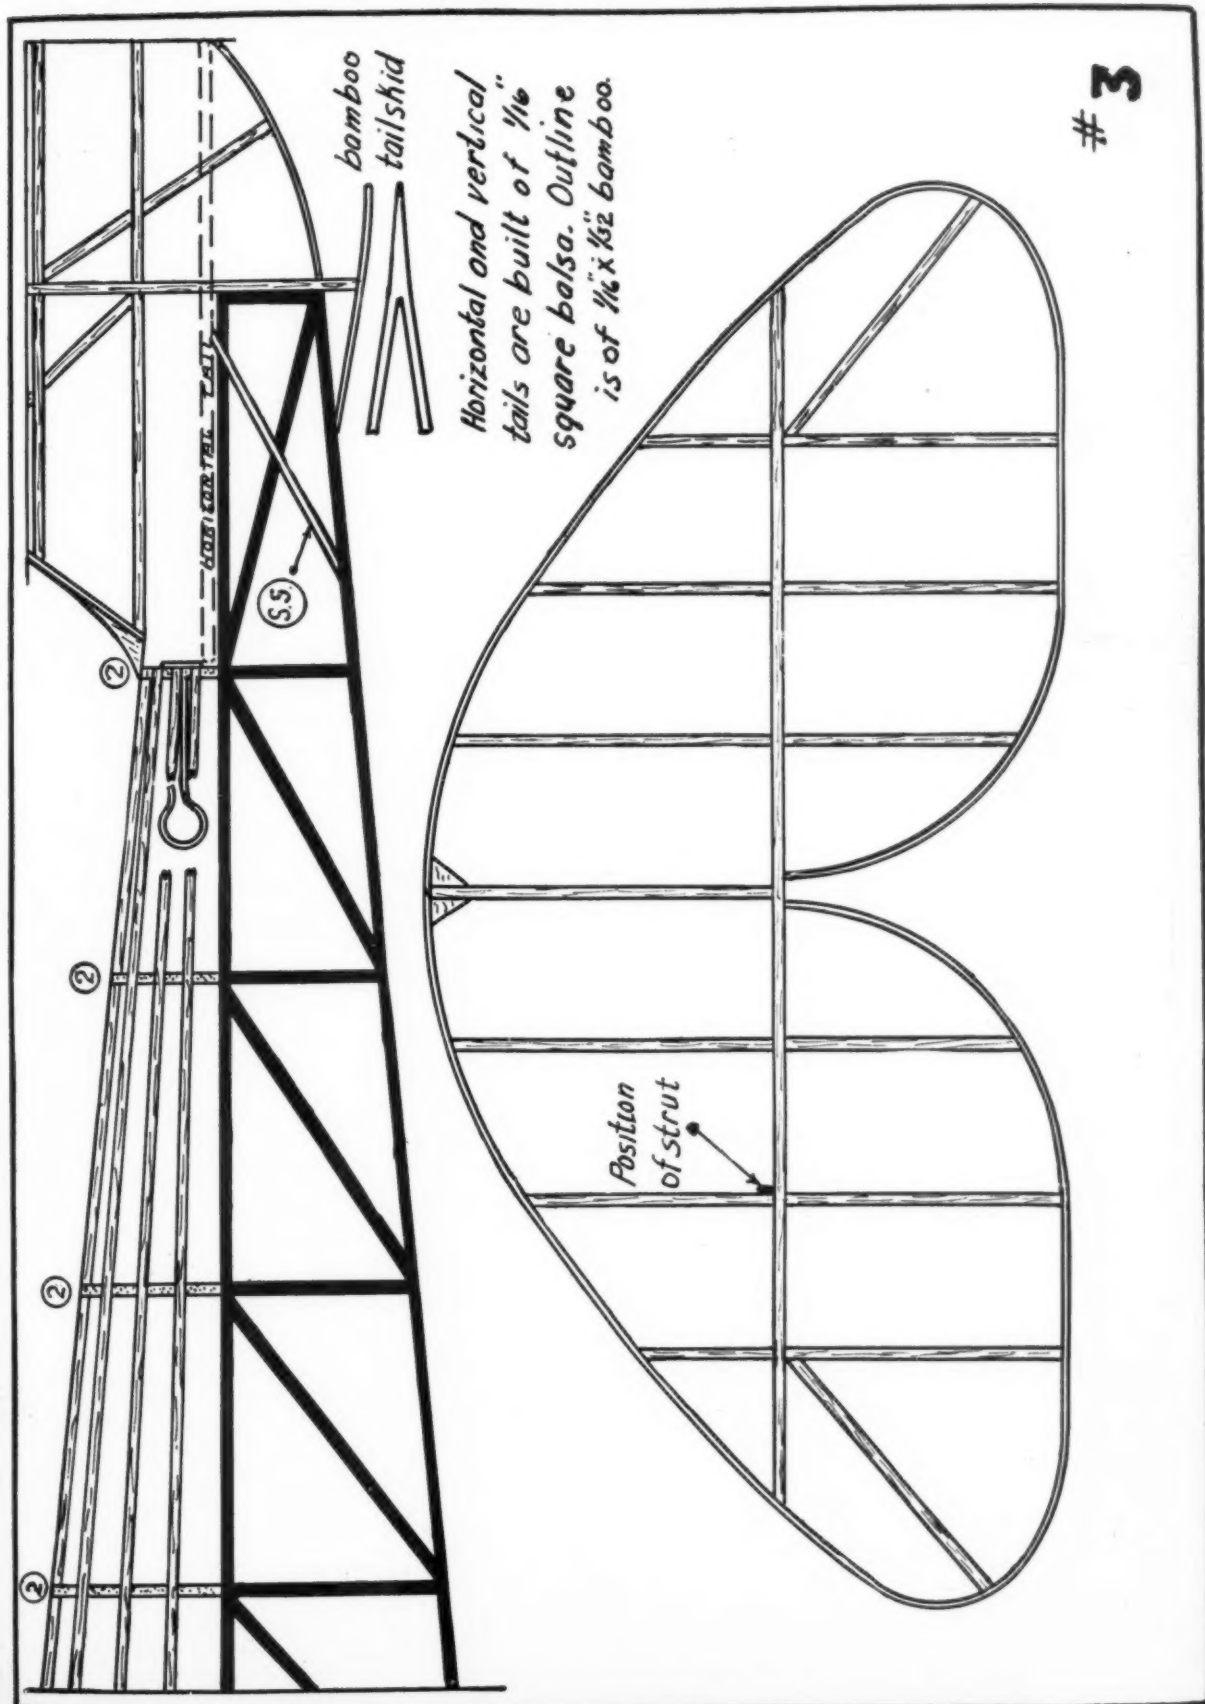 bamboo
tailskid
Horizontal and vertical
tails are built of 1/16"
square balsa. Outline
is of 1/16" x 1/32" bamboo.
HORIZONTAL TAIL
S.S.
2
2
2
2
Position
of strut
# 3